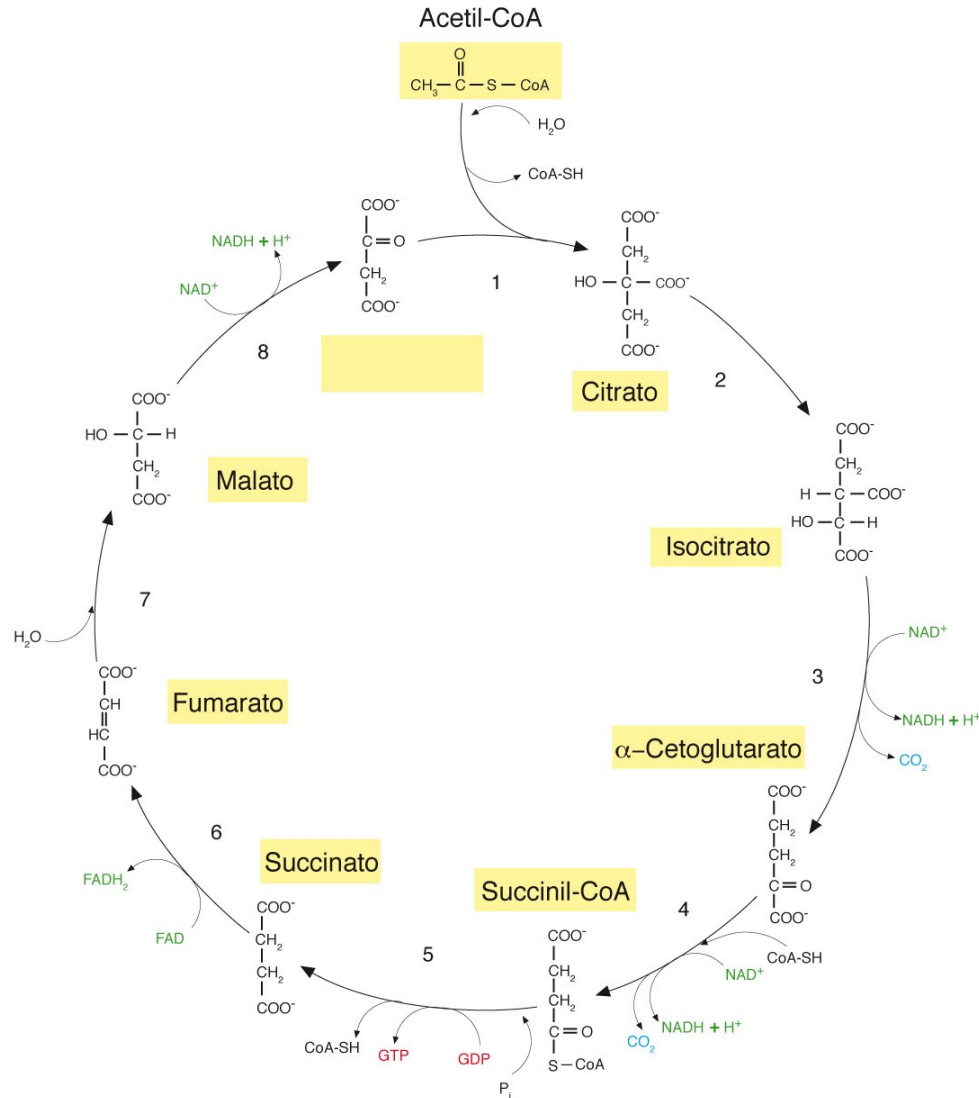 Acetil-CoA
O
CH3 — C — S — CoA
H2O
CoA-SH
COO-
C=O
CH2
COO-
1
COO-
CH2
HO — C — COO-
CH2
COO-
Citrato
2
COO-
CH2
H — C — COO-
HO — C — H
COO-
Isocitrato
3
NAD+
NADH + H+
CO2
α-Cetoglutarato
COO-
CH2
CH2
C=O
COO-
4
CoA-SH
NAD+
NADH + H+
CO2
Succinil-CoA
COO-
CH2
CH2
C=O
S — CoA
5
Pi
GDP
GTP
CoA-SH
Succinato
COO-
CH2
CH2
COO-
6
FAD
FADH2
Fumarato
COO-
CH
HC
COO-
7
H2O
Malato
COO-
HO — C — H
CH2
COO-
8
NAD+
NADH + H+